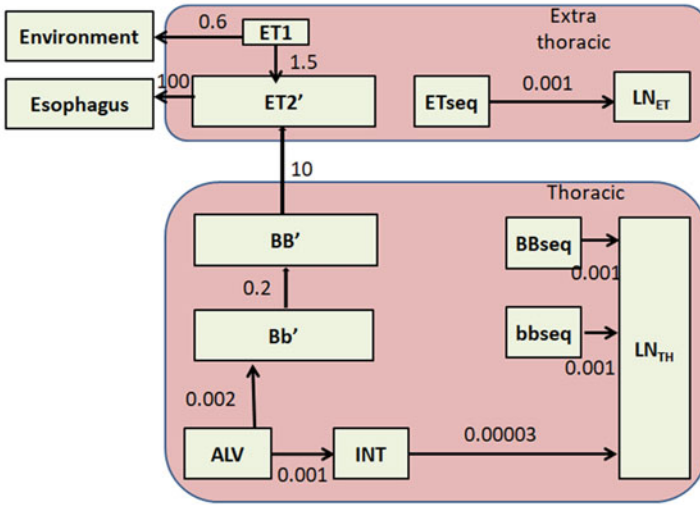 Environment
0.6
ET1
Extra
thoracic
1.5
Esophagus
100
ET2’
ETseq
0.001
LN_ET
10
Thoracic
BB’
BBseq
0.001
0.2
Bb’
bbseq
0.001
LN_TH
0.002
ALV
0.001
INT
0.00003